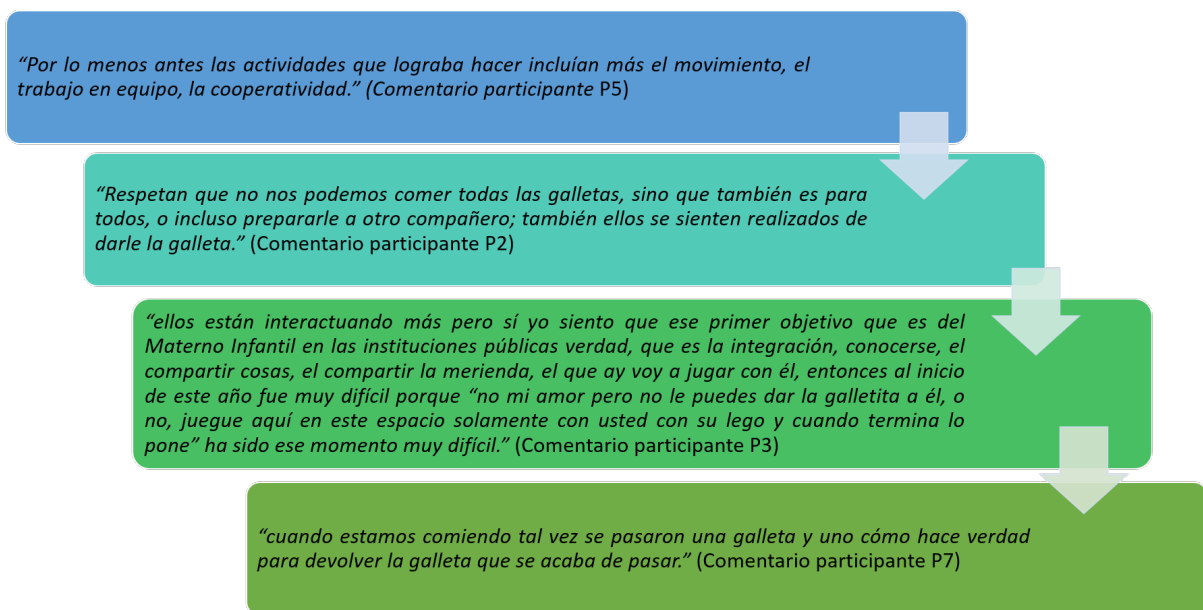 “Por lo menos antes las actividades que lograba hacer incluían más el movimiento, el
trabajo en equipo, la cooperatividad.” (Comentario participante P5)
“Respetan que no nos podemos comer todas las galletas, sino que también es para
todos, o incluso prepararle a otro compañero; también ellos se sienten realizados de
darle la galleta.” (Comentario participante P2)
“ellos están interactuando más pero sí yo siento que ese primer objetivo que es del
Materno Infantil en las instituciones públicas verdad, que es la integración, conocerse, el
compartir cosas, el compartir la merienda, el que ay voy a jugar con él, entonces al inicio
de este año fue muy difícil porque “no mi amor pero no le puedes dar la galletita a él, o
no, juegue aquí en este espacio solamente con usted con su lego y cuando termina lo
pone” ha sido ese momento muy difícil.” (Comentario participante P3)
“cuando estamos comiendo tal vez se pasaron una galleta y uno cómo hace verdad
para devolver la galleta que se acaba de pasar.” (Comentario participante P7)